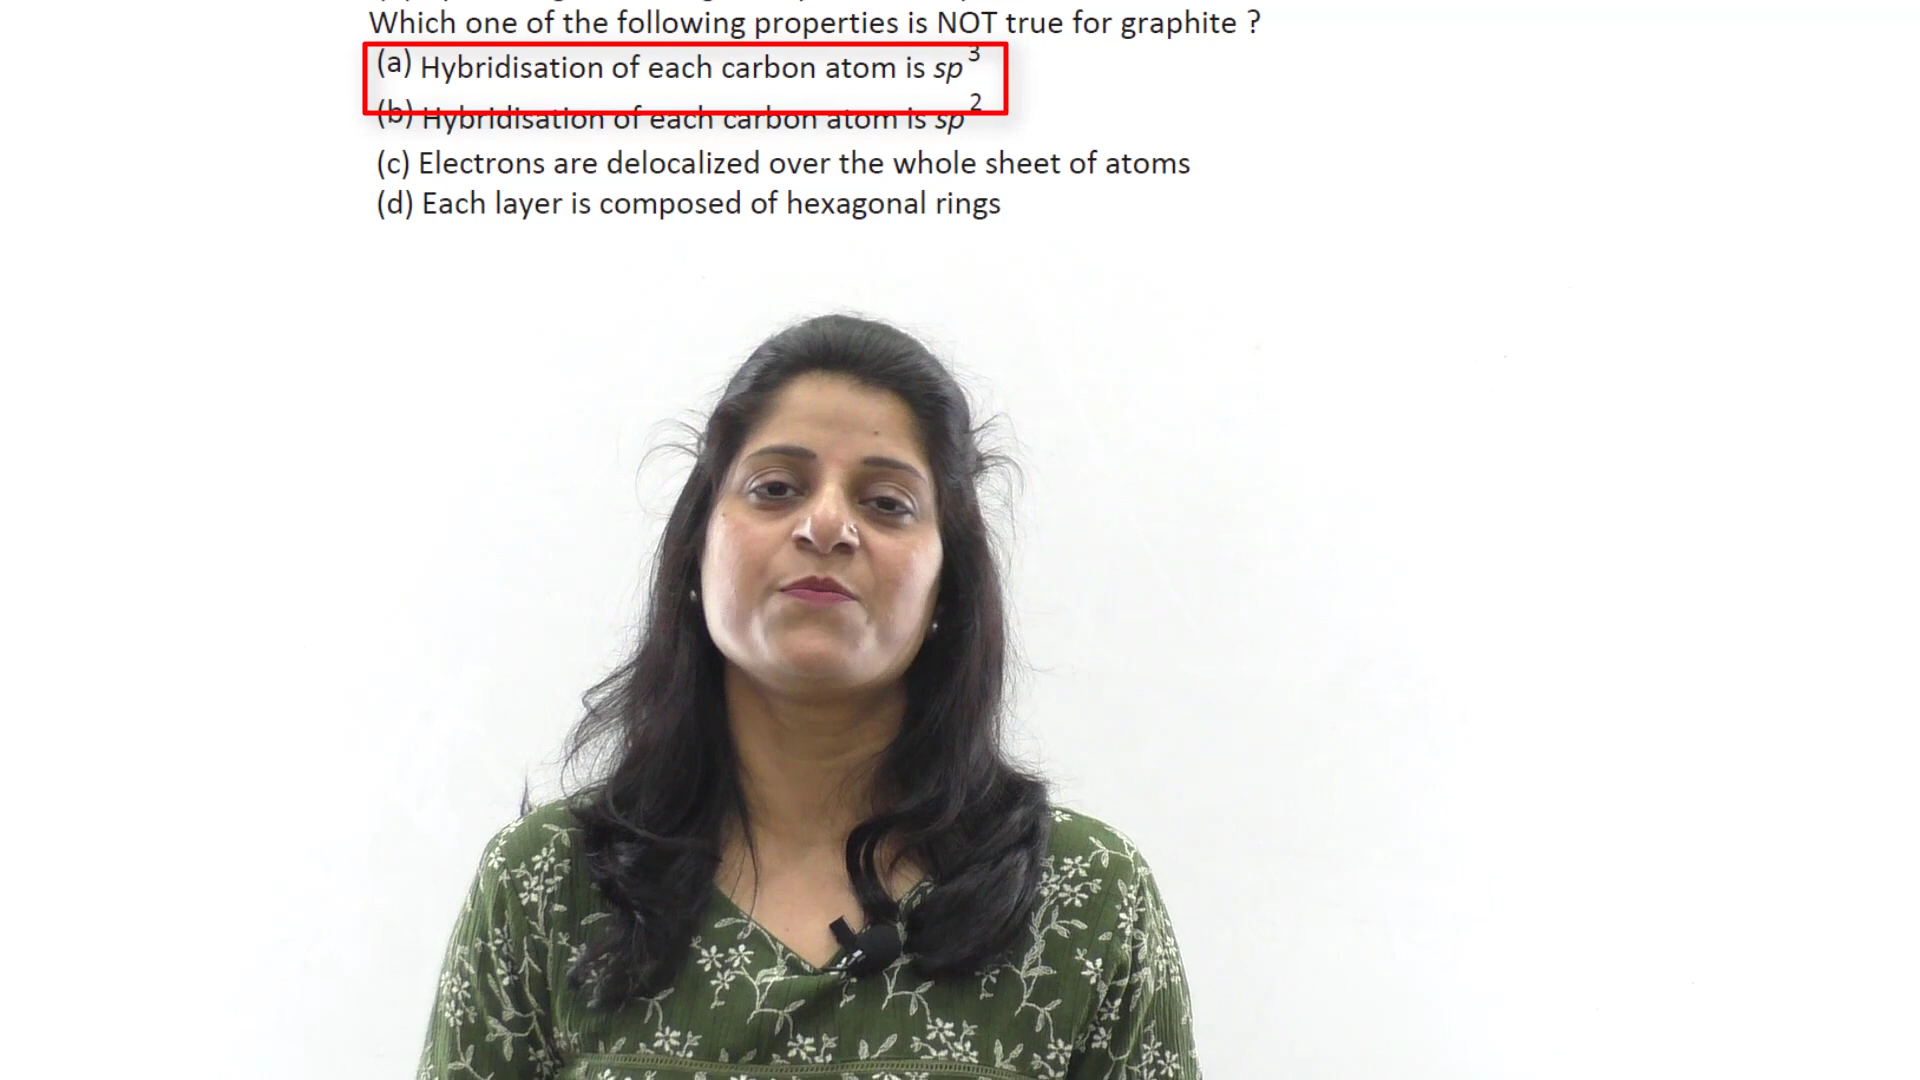 Which one of the following properties is NOT true for graphite ?
(a) Hybridisation of each carbon atom is sp³
(b) Hybridisation of each carbon atom is sp²
(c) Electrons are delocalized over the whole sheet of atoms
(d) Each layer is composed of hexagonal rings